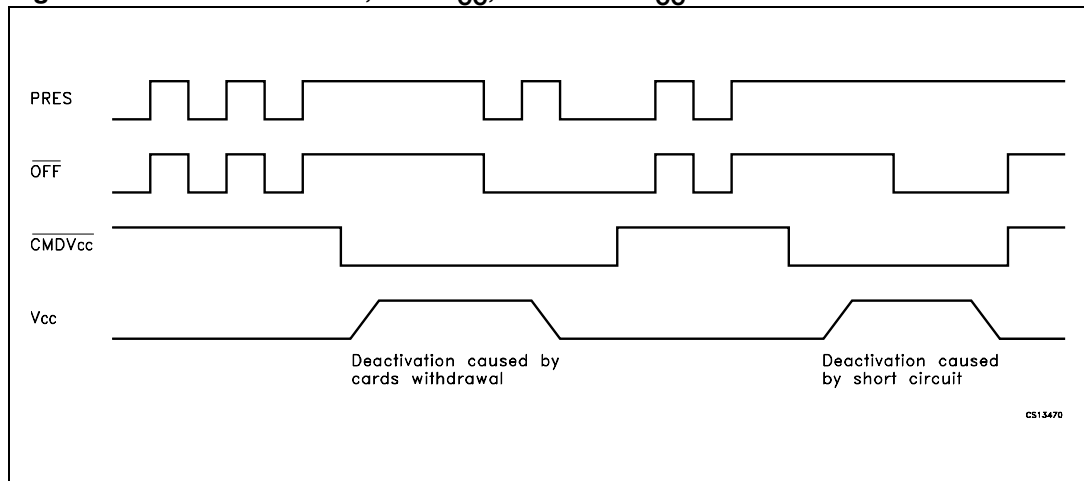 PRES
OFF
CMDVcc
Vcc
Deactivation caused by
cards withdrawal
Deactivation caused
by short circuit
CS13470